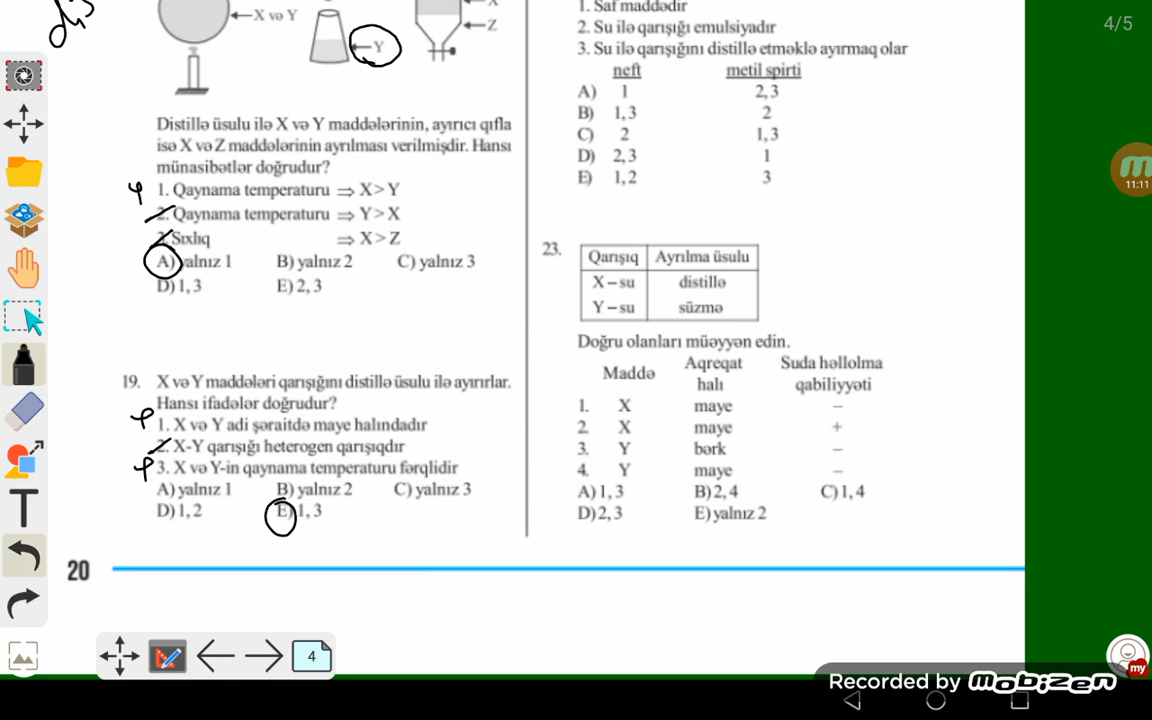 X və Y
Y
Z
Distillə üsulu ilə X və Y maddələrinin, ayırıcı qıfla
isə X və Z maddələrinin ayrılması verilmişdir. Hansı
münasibətlər doğrudur?
1. Qaynama temperaturu ⇒ X > Y
2. Qaynama temperaturu ⇒ Y > X
3. Sıxlıq ⇒ X > Z
A) yalnız 1 B) yalnız 2 C) yalnız 3
D) 1, 3 E) 2, 3
19. X və Y maddələri qarışığını distillə üsulu ilə ayırırlar.
Hansı ifadələr doğrudur?
1. X və Y adi şəraitdə maye halındadır
2. X-Y qarışığı heterogen qarışıqdır
3. X və Y-in qaynama temperaturu fərqlidir
A) yalnız 1 B) yalnız 2 C) yalnız 3
D) 1, 2 E) 1, 3
20
1. Saf maddədir
2. Su ilə qarışığı emulsiyadır
3. Su ilə qarışığını distillə etməklə ayırmaq olar
neft metil spirti
A) 1 2, 3
B) 1,3 2
C) 2 1,3
D) 2,3 1
E) 1,2 3
23.
Qarışıq Ayrılma üsulu
X – su distillə
Y – su süzmə
Doğru olanları müəyyən edin.
Maddə Aqreqat halı Suda həllolma qabiliyyəti
1. X maye –
2. X maye +
3. Y bərk –
4. Y maye –
A) 1, 3 B) 2, 4 C) 1, 4
D) 2, 3 E) yalnız 2
4/5
11:11
T
4
Recorded by mobizen
my